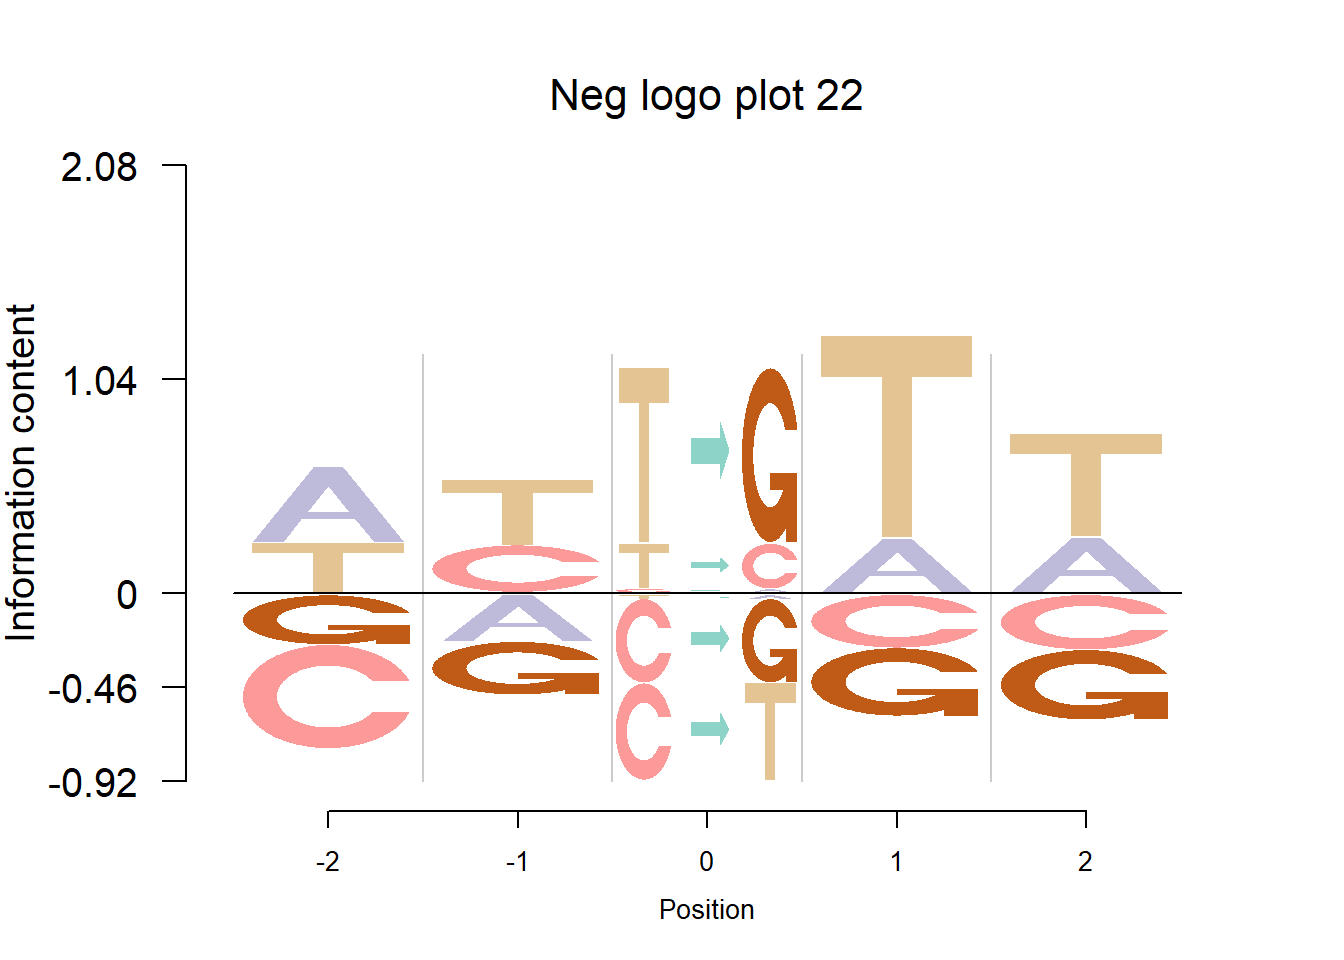 Neg logo plot 22
Information content
2.08
1.04
0
-0.46
-0.92
A T C G T T
T C T C A A
G A C G C C
C G C T G G
-2 -1 0 1 2
Position